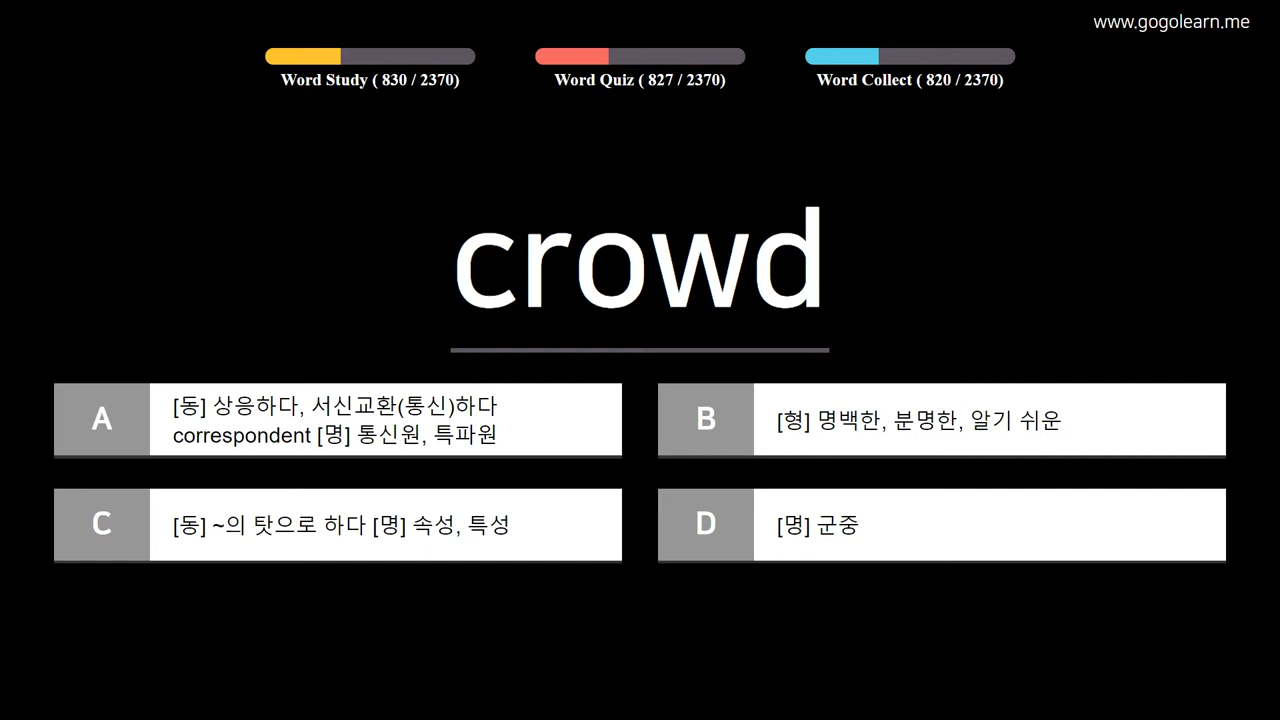 www.gogolearn.me
Word Study ( 830 / 2370)
Word Quiz ( 827 / 2370)
Word Collect ( 820 / 2370)
crowd
A
[동] 상응하다, 서신교환(통신)하다
correspondent [명] 통신원, 특파원
B
[형] 명백한, 분명한, 알기 쉬운
C
[동] ~의 탓으로 하다 [명] 속성, 특성
D
[명] 군중